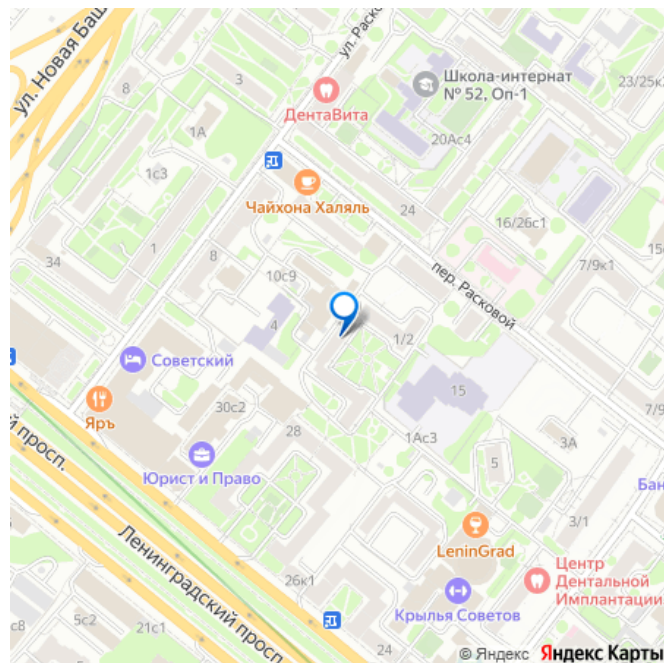 ул. Новая Баш
ул. Раско
8
3
ДентаВита
Школа-интернат
№ 52, Оп-1
23/25к
1А
20Ас4
1с3
Чайхона Халяль
24
16/26с1
15
1
8
34
10с9
пер. Расковой
7/9к1
4
1/2
Советский
15
Яръ
30с2
28
1Ас3
7/9
й просп.
Юрист и Право
5
3А
Бан
LeninGrad
3/1
Ленинградский просп
Центр
Дентальной
Имплантации
26к1
Крылья Советов
с8
5с2
21с1
© Яндекс Яндекс Карты